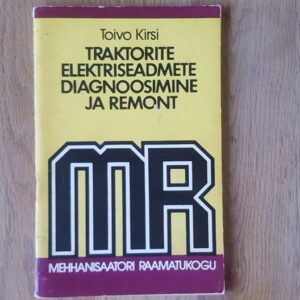 Toivo Kirsi
TRAKTORITE
ELEKTRISEADMETE
DIAGNOOSIMINE
JA REMONT
MR
MEHHANISAATORI RAAMATUKOGU